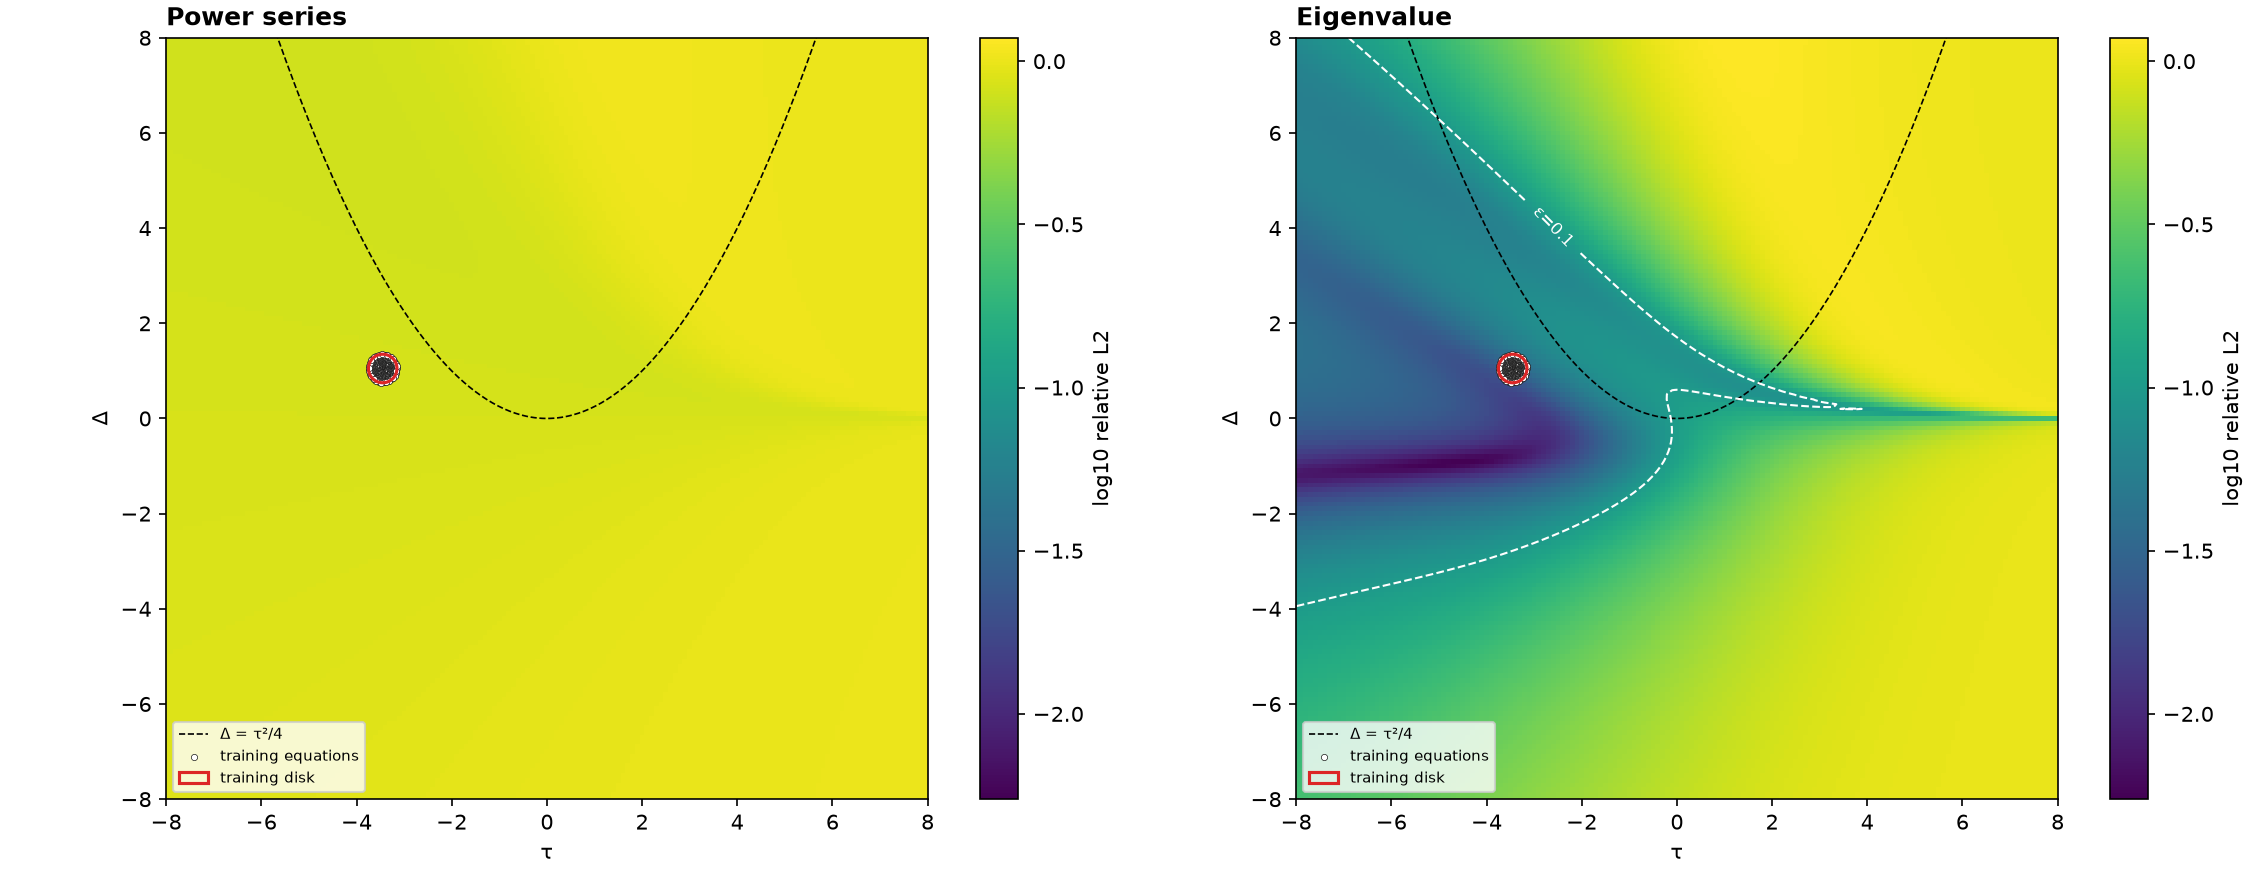 Power series
8
6
4
2
0
−2
−4
−6
−8
Δ
−8 −6 −4 −2 0 2 4 6 8
τ
Δ = τ²/4
training equations
training disk
0.0
−0.5
−1.0
−1.5
−2.0
log10 relative L2
Eigenvalue
8
6
4
2
0
−2
−4
−6
−8
Δ
−8 −6 −4 −2 0 2 4 6 8
τ
ε=0.1
Δ = τ²/4
training equations
training disk
0.0
−0.5
−1.0
−1.5
−2.0
log10 relative L2